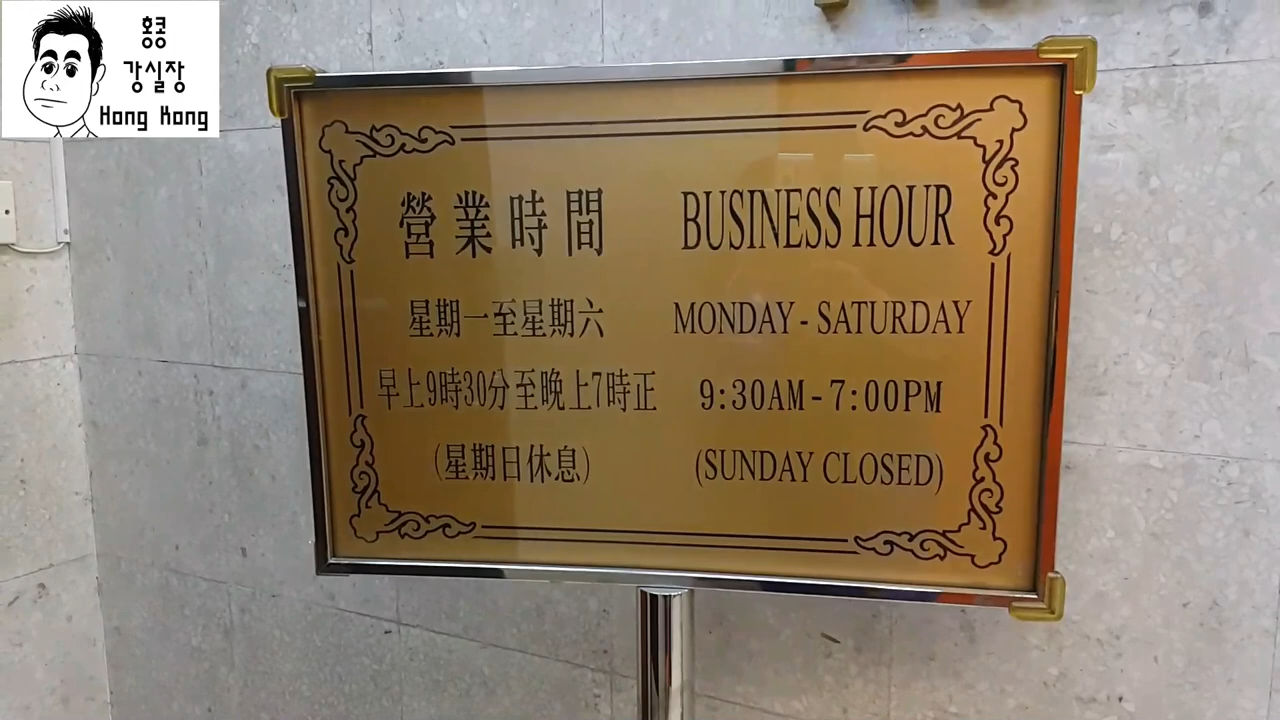 홍콩
강실장
Hong Kong
營業時間 BUSINESS HOUR
星期一至星期六 MONDAY - SATURDAY
早上9時30分至晚上7時正 9:30AM - 7:00PM
(星期日休息) (SUNDAY CLOSED)